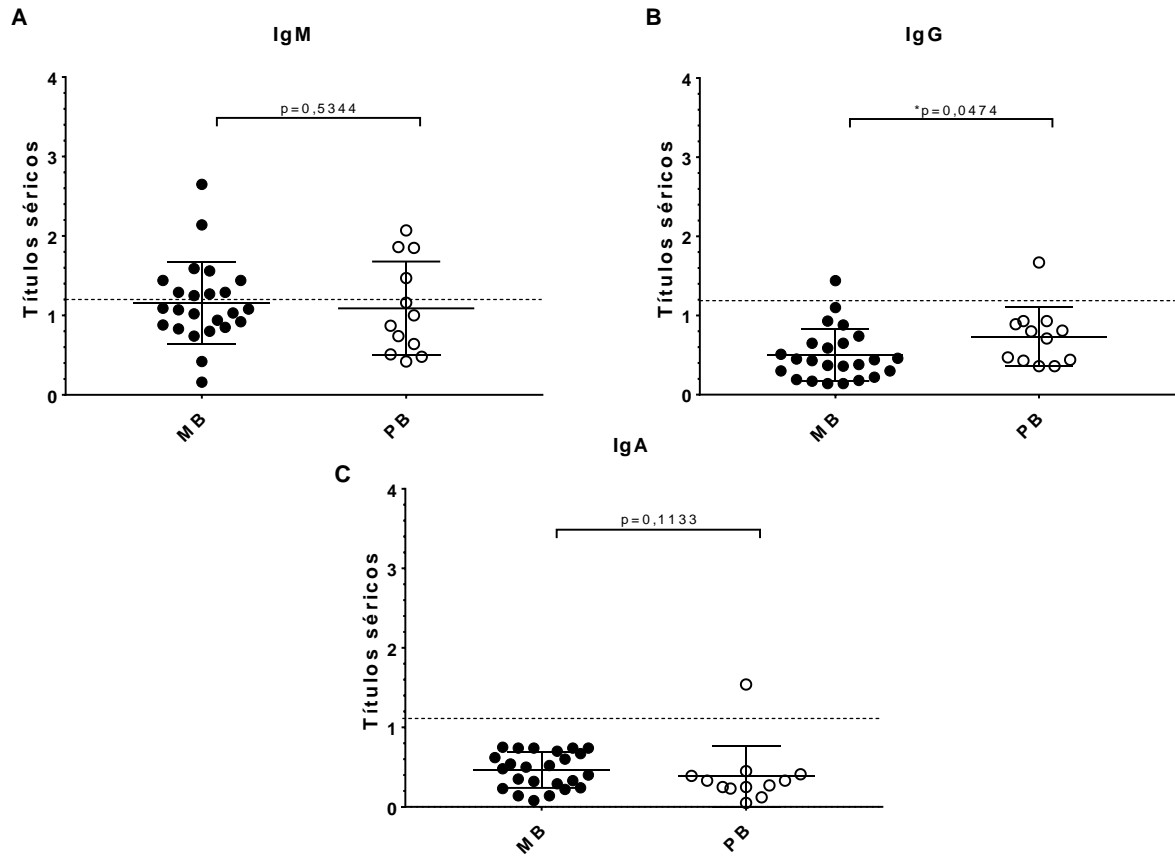 A
IgM
Títulos séricos
4
3
2
1
0
p=0,5344
MB
PB
B
IgG
Títulos séricos
4
3
2
1
0
*p=0,0474
MB
PB
C
IgA
Títulos séricos
4
3
2
1
0
p=0,1133
MB
PB